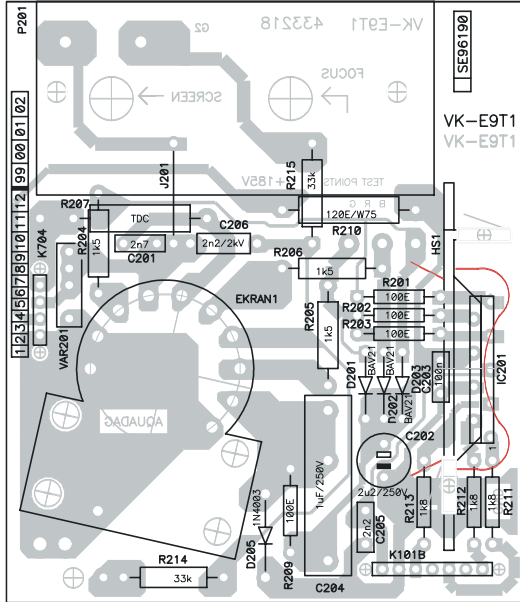 P201
G2
433218
VK-E9T1
SE96190
FOCUS
SCREEN
VK-E9T1
VK-E9T1
99 00 01 02
1 2 3 4 5 6 7 8 9 10 11 12
J201
R215
33k
TEST POINTS
+185V
B R G
R207
TDC
120E/W75
R210
K704
R204
1k5
C201
2n7
C206
2n2/2kV
HS1
R206
1k5
EKRAN1
R201
100E
R202
100E
R203
100E
R205
1k5
VAR201
D201
BAV21
D202
BAV21
D203
C203
100n
IC201
AQUADAG
C202
2u2/250V
1
1uF/250V
C204
1N4003
D205
100E
R209
2n2
C205
R213
1k8
R212
1k8
R211
1k8
K101B
R214
33k